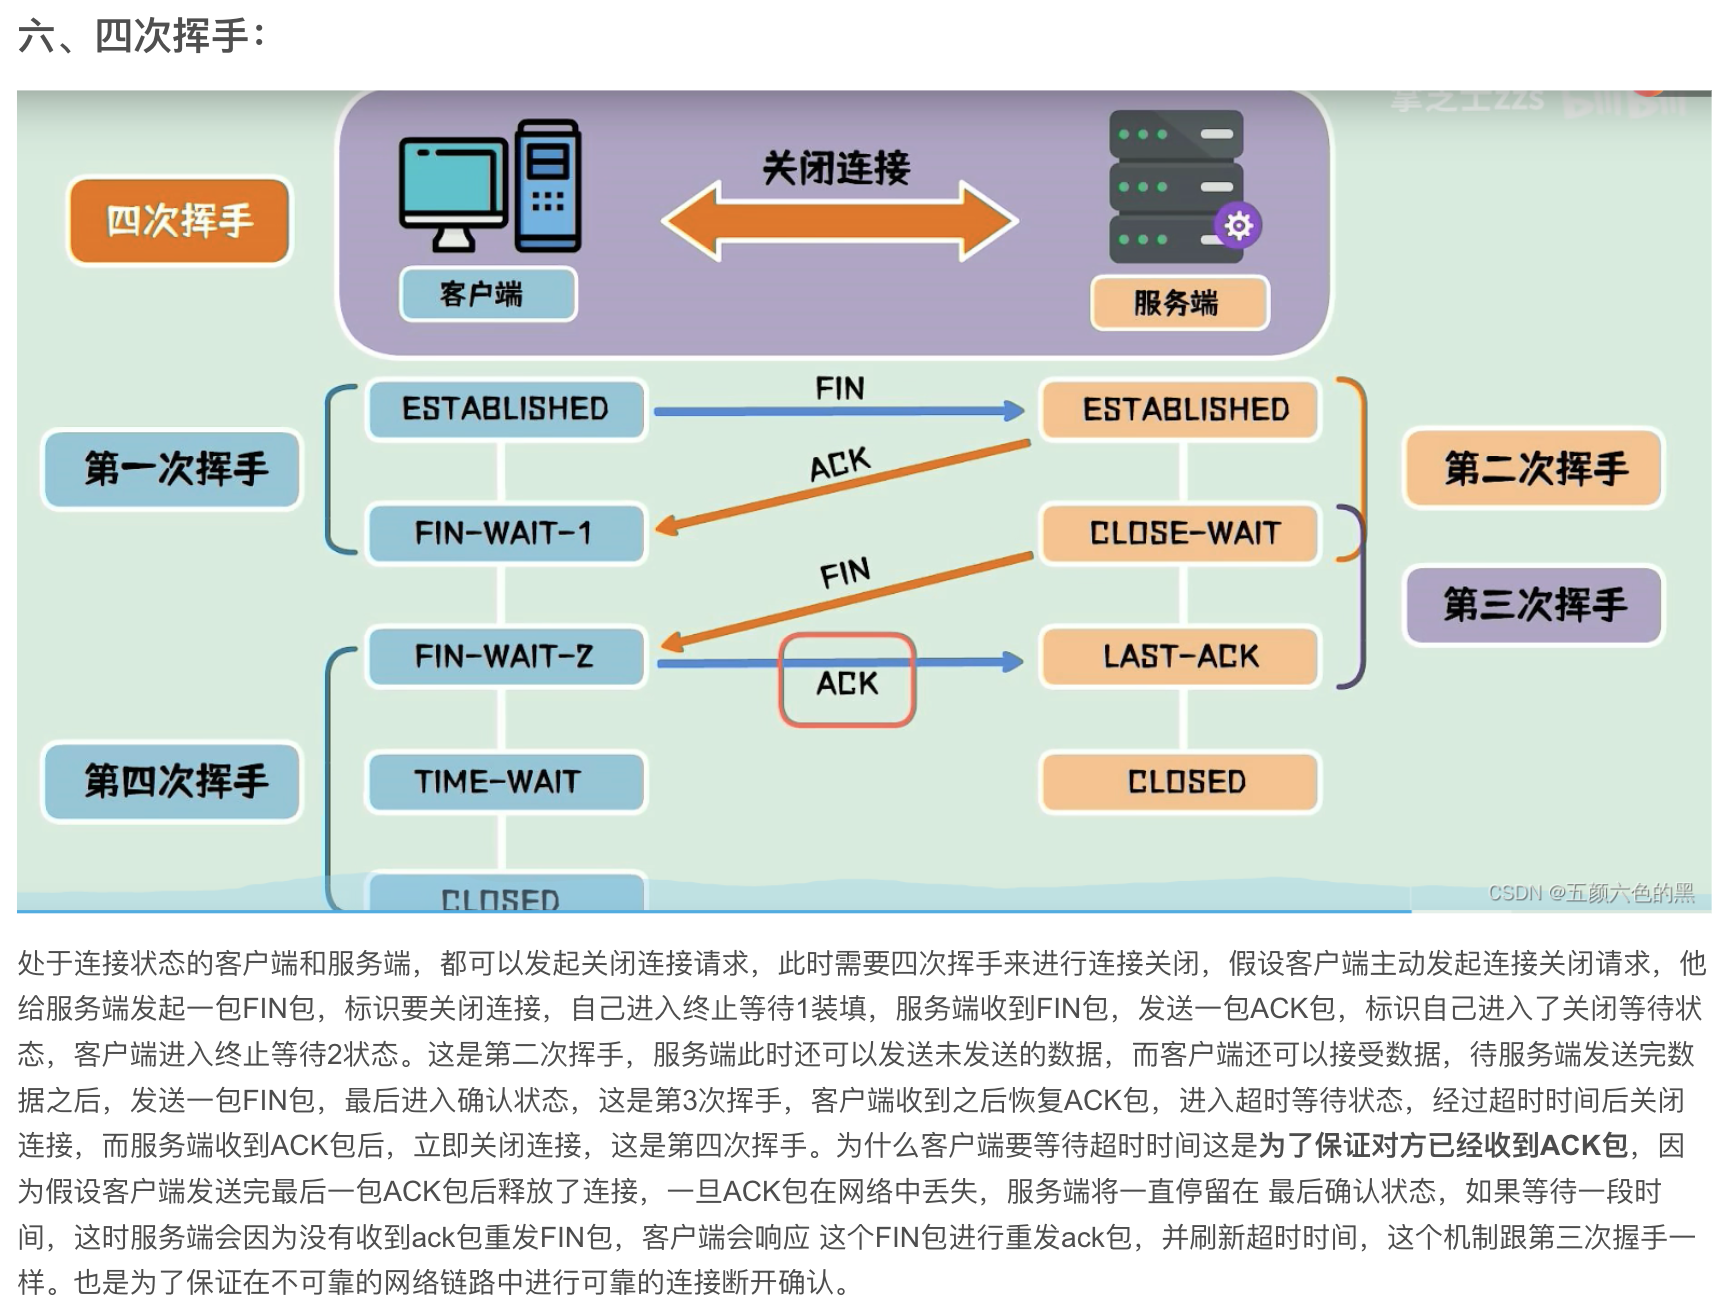 六、四次挥手：
掌之士zzs bilibili
关闭连接
四次挥手
客户端
服务端
FIN
ESTABLISHED
ESTABLISHED
第一次挥手
ACK
第二次挥手
FIN-WAIT-1
CLOSE-WAIT
FIN
第三次挥手
FIN-WAIT-2
LAST-ACK
ACK
第四次挥手
TIME-WAIT
CLOSED
CLOSED
CSDN @五颜六色的黑
处于连接状态的客户端和服务端，都可以发起关闭连接请求，此时需要四次挥手来进行连接关闭，假设客户端主动发起连接关闭请求，他
给服务端发起一包FIN包，标识要关闭连接，自己进入终止等待1装填，服务端收到FIN包，发送一包ACK包，标识自己进入了关闭等待状
态，客户端进入终止等待2状态。这是第二次挥手，服务端此时还可以发送未发送的数据，而客户端还可以接受数据，待服务端发送完数
据之后，发送一包FIN包，最后进入确认状态，这是第3次挥手，客户端收到之后恢复ACK包，进入超时等待状态，经过超时时间后关闭
连接，而服务端收到ACK包后，立即关闭连接，这是第四次挥手。为什么客户端要等待超时时间这是为了保证对方已经收到ACK包，因
为假设客户端发送完最后一包ACK包后释放了连接，一旦ACK包在网络中丢失，服务端将一直停留在 最后确认状态，如果等待一段时
间，这时服务端会因为没有收到ack包重发FIN包，客户端会响应 这个FIN包进行重发ack包，并刷新超时时间，这个机制跟第三次握手一
样。也是为了保证在不可靠的网络链路中进行可靠的连接断开确认。